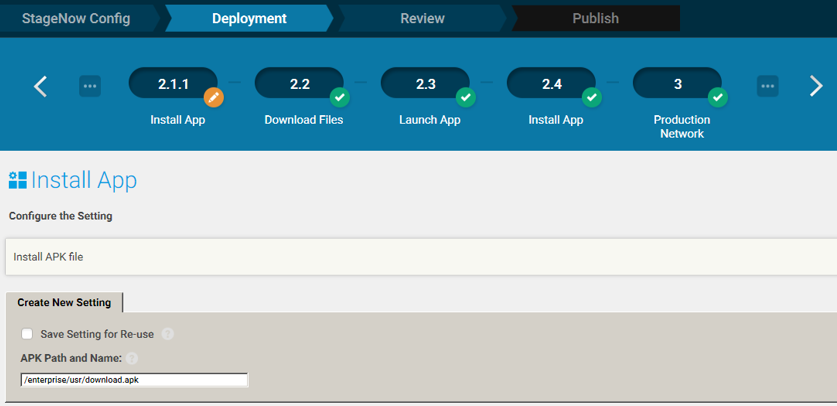 StageNow Config
Deployment
Review
Publish
2.1.1
2.2
2.3
2.4
3
Install App
Download Files
Launch App
Install App
Production
Network
Install App
Configure the Setting
Install APK file
Create New Setting
Save Setting for Re-use ?
APK Path and Name: ?
/enterprise/usr/download.apk